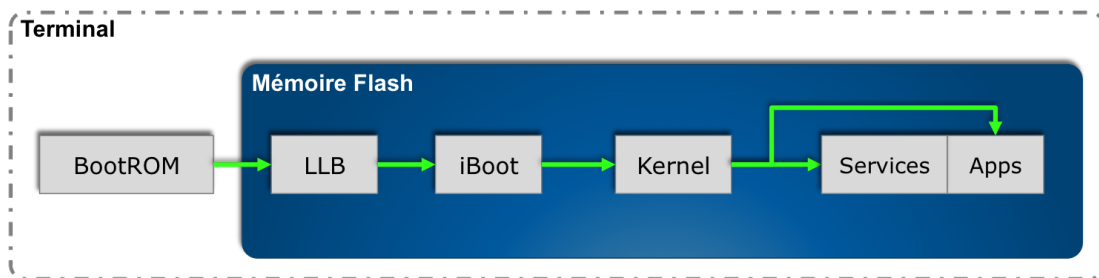 Terminal
Mémoire Flash
BootROM
LLB
iBoot
Kernel
Services
Apps